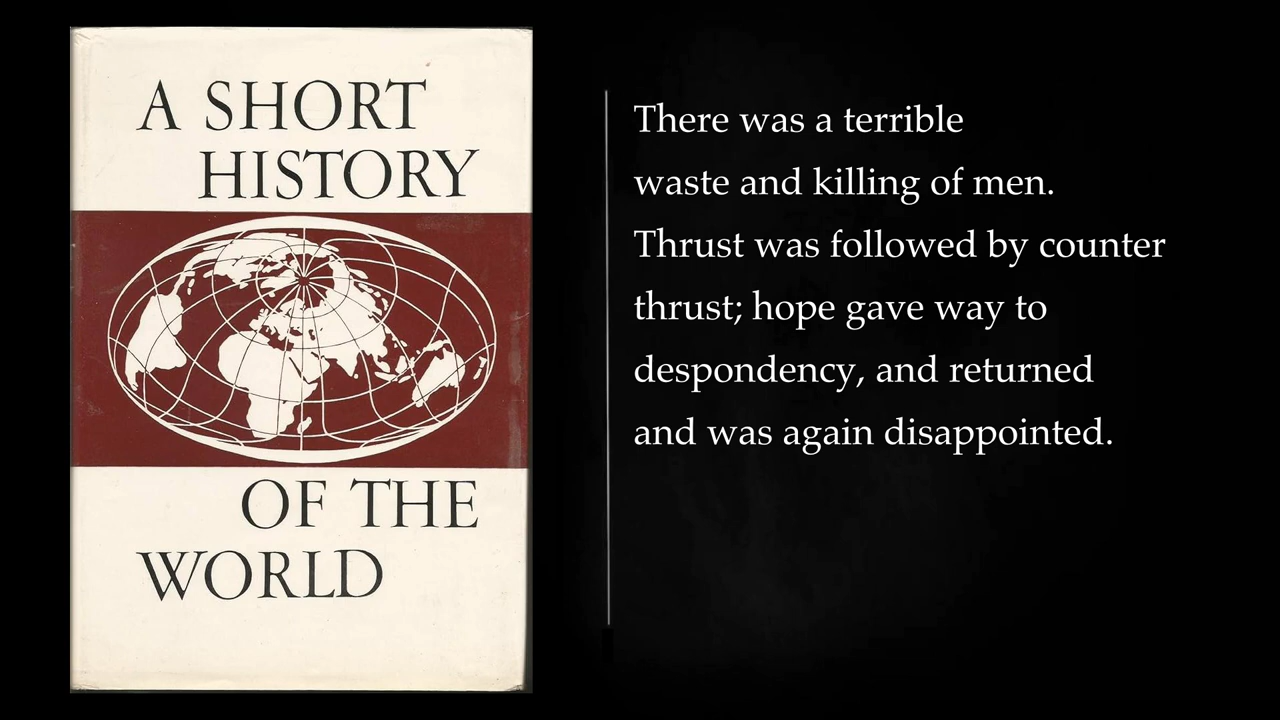 A SHORT
HISTORY
OF THE
WORLD
There was a terrible
waste and killing of men.
Thrust was followed by counter
thrust; hope gave way to
despondency, and returned
and was again disappointed.